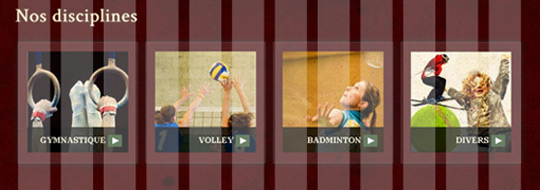 Nos disciplines
GYMNASTIQUE
VOLLEY
BADMINTON
DIVERS